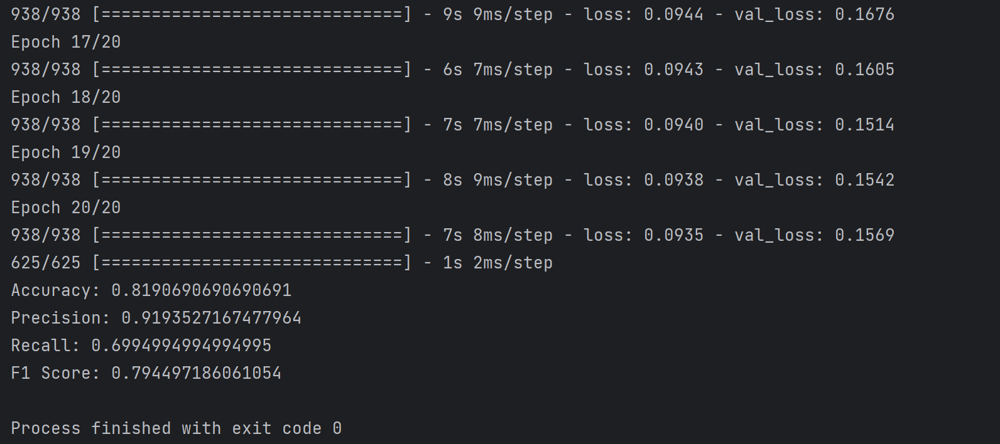 938/938 [==============================] - 9s 9ms/step - loss: 0.0944 - val_loss: 0.1676
Epoch 17/20
938/938 [==============================] - 6s 7ms/step - loss: 0.0943 - val_loss: 0.1605
Epoch 18/20
938/938 [==============================] - 7s 7ms/step - loss: 0.0940 - val_loss: 0.1514
Epoch 19/20
938/938 [==============================] - 8s 9ms/step - loss: 0.0938 - val_loss: 0.1542
Epoch 20/20
938/938 [==============================] - 7s 8ms/step - loss: 0.0935 - val_loss: 0.1569
625/625 [==============================] - 1s 2ms/step
Accuracy: 0.8190690690690691
Precision: 0.9193527167477964
Recall: 0.6994994994994995
F1 Score: 0.794497186061054
Process finished with exit code 0